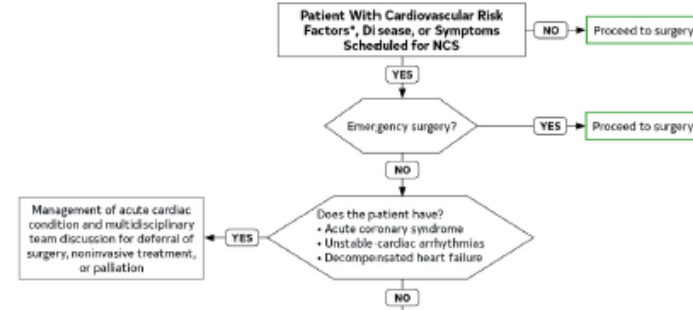 Patient With Cardiovascular Risk
Factors*, Disease, or Symptoms
Scheduled for NCS
NO
Proceed to surgery
YES
Emergency surgery?
YES
Proceed to surgery
NO
Management of acute cardiac
condition and multidisciplinary
team discussion for deferral of
surgery, noninvasive treatment,
or palliation
YES
Does the patient have?
• Acute coronary syndrome
• Unstable-cardiac arrhythmias
• Decompensated heart failure
NO